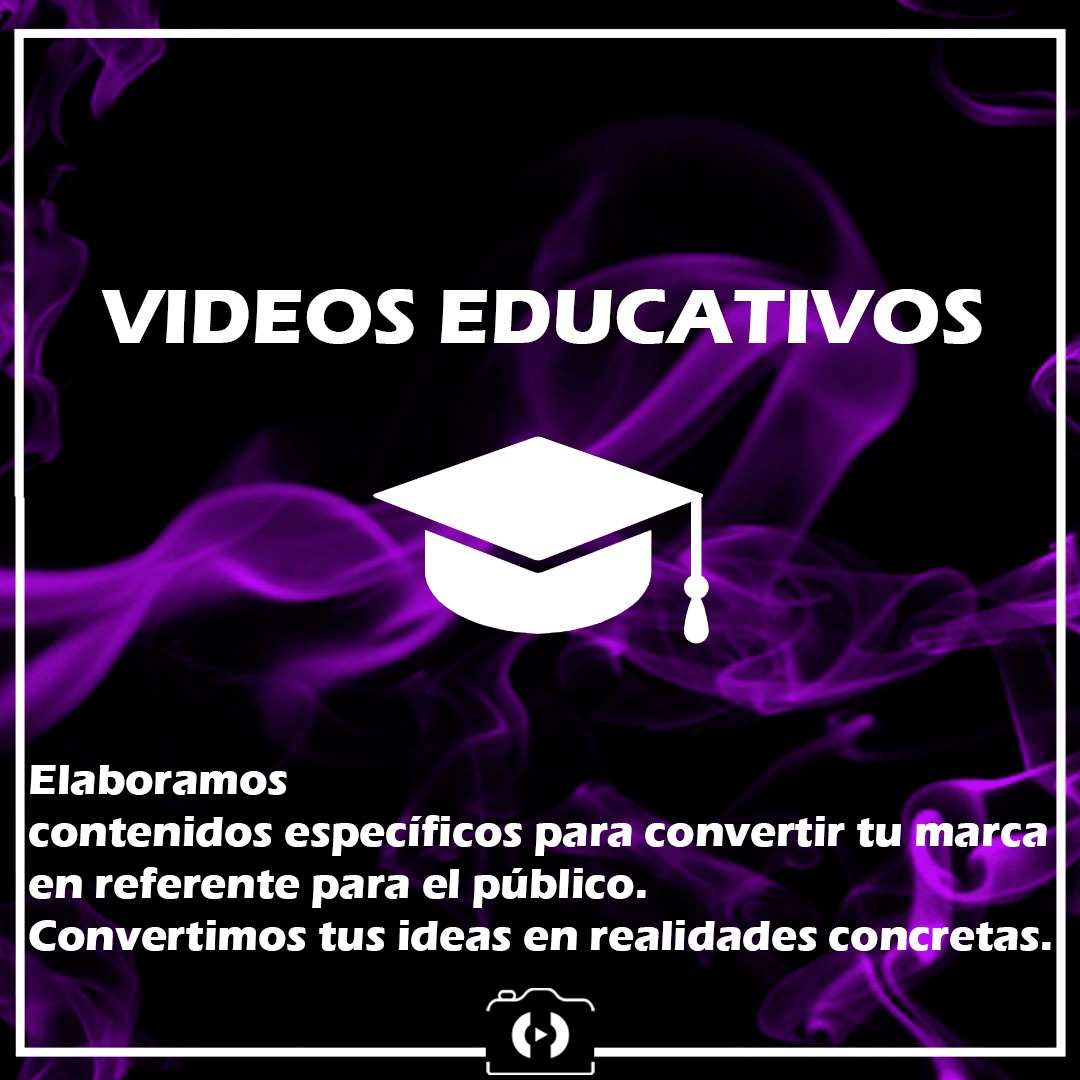 VIDEOS EDUCATIVOS
Elaboramos
contenidos específicos para convertir tu marca
en referente para el público.
Convertimos tus ideas en realidades concretas.